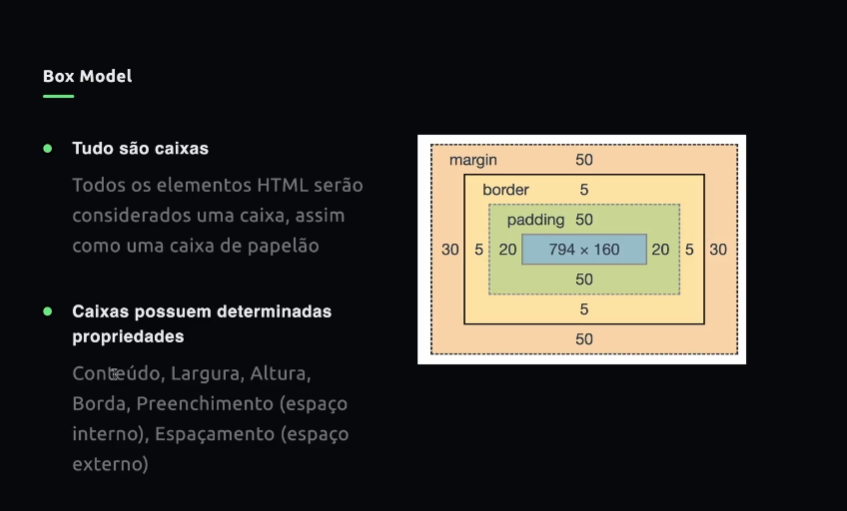 Box Model
Tudo são caixas
Todos os elementos HTML serão
considerados uma caixa, assim
como uma caixa de papelão
Caixas possuem determinadas
propriedades
Conteúdo, Largura, Altura,
Borda, Preenchimento (espaço
interno), Espaçamento (espaço
externo)
margin 50
border 5
padding 50
30 5 20 794 × 160 20 5 30
50
5
50